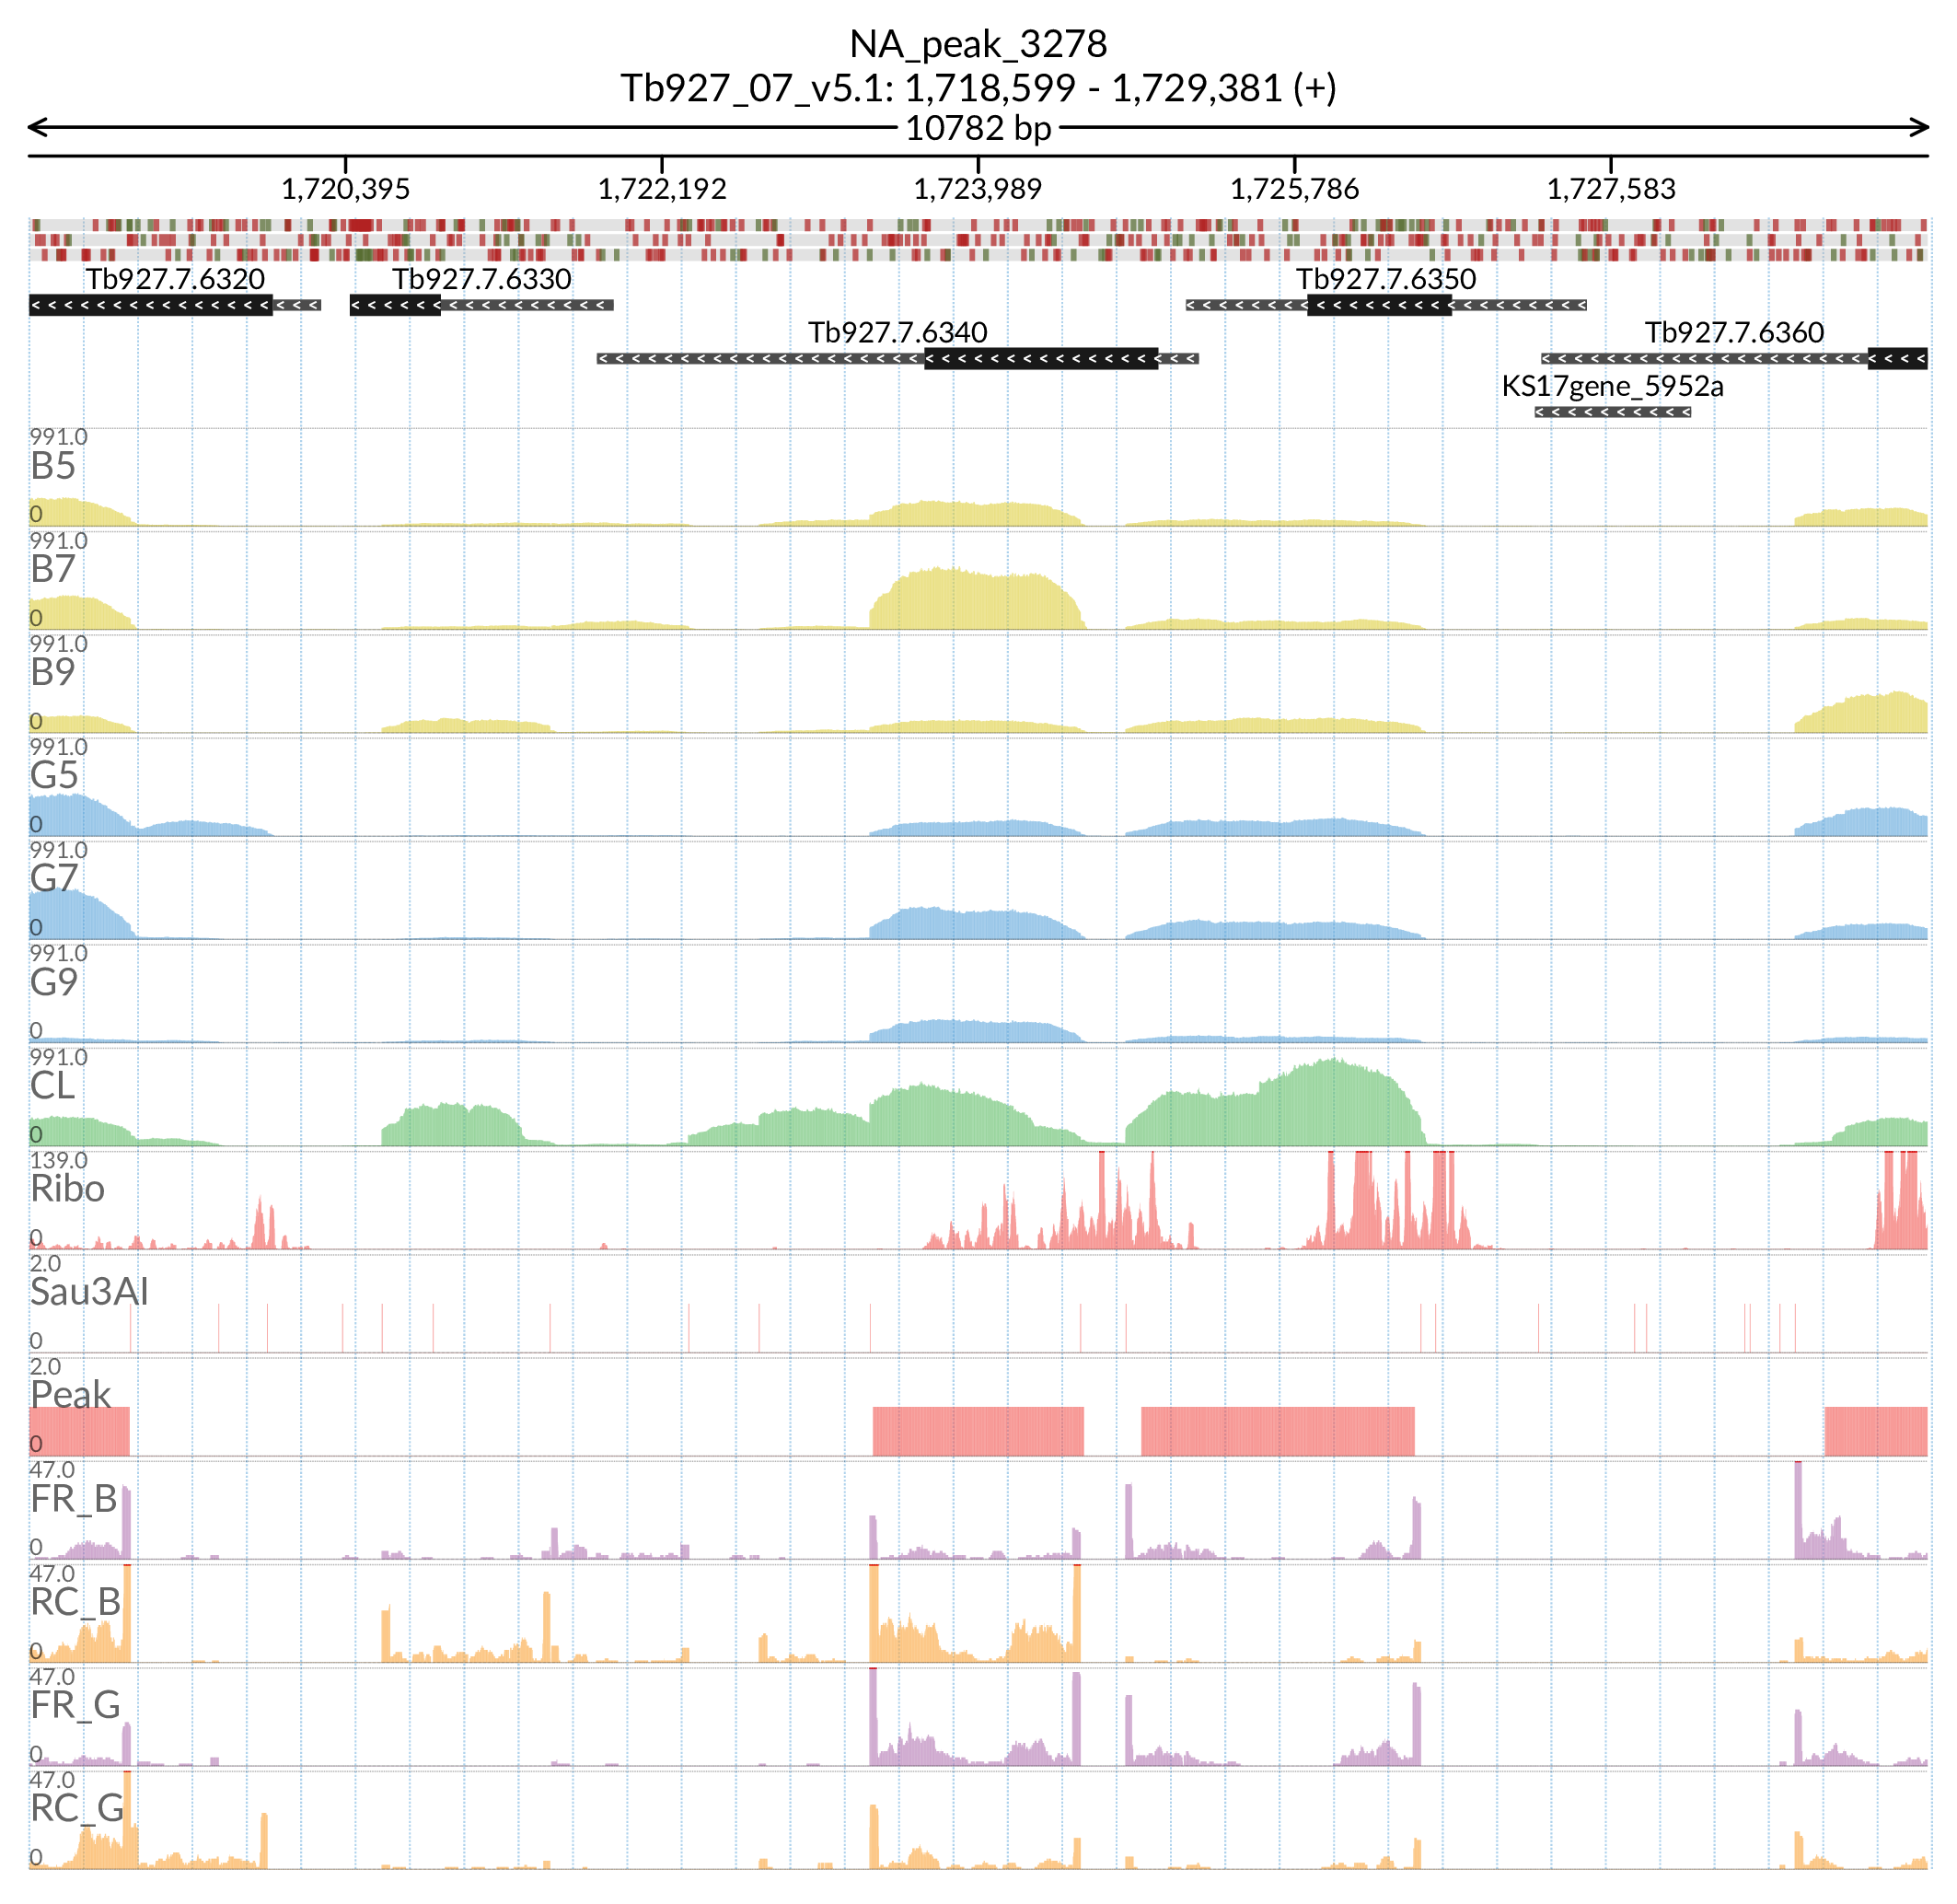 NA_peak_3278
Tb927_07_v5.1: 1,718,599 - 1,729,381 (+)
10782 bp
1,720,395 1,722,192 1,723,989 1,725,786 1,727,583
Tb927.7.6320 Tb927.7.6330 Tb927.7.6350
Tb927.7.6340 Tb927.7.6360
KS17gene_5952a
991.0
B5
0
991.0
B7
0
991.0
B9
0
991.0
G5
0
991.0
G7
0
991.0
G9
0
991.0
CL
0
139.0
Ribo
0
2.0
Sau3AI
0
2.0
Peak
0
47.0
FR_B
0
47.0
RC_B
0
47.0
FR_G
0
47.0
RC_G
0